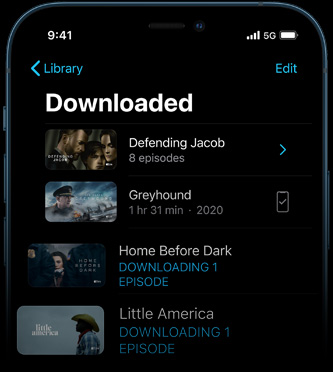 9:41
5G
Library
Edit
Downloaded
DEFENDING
JACOB
Defending Jacob
8 episodes
GREYHOUND
Greyhound
1 hr 31 min · 2020
HOME
BEFORE
DARK
Home Before Dark
DOWNLOADING 1
EPISODE
little
america
Little America
DOWNLOADING 1
EPISODE